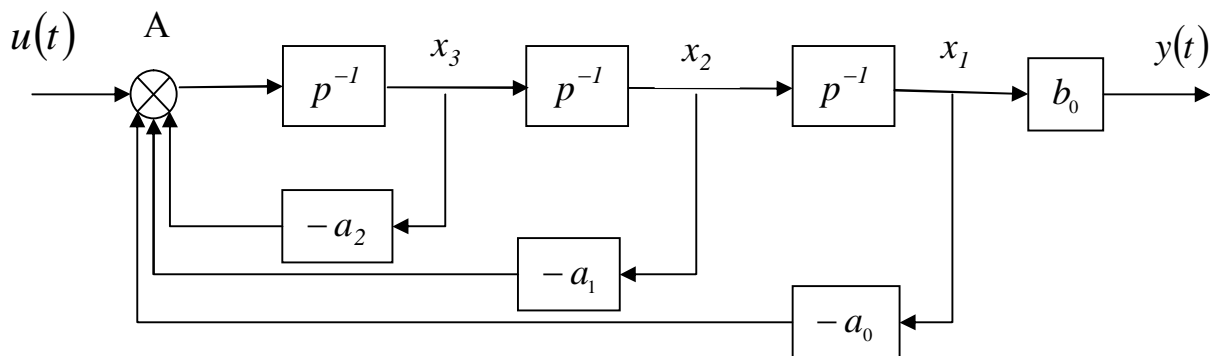 u(t)
A
p⁻¹
x₃
p⁻¹
x₂
p⁻¹
x₁
b₀
y(t)
−a₂
−a₁
−a₀